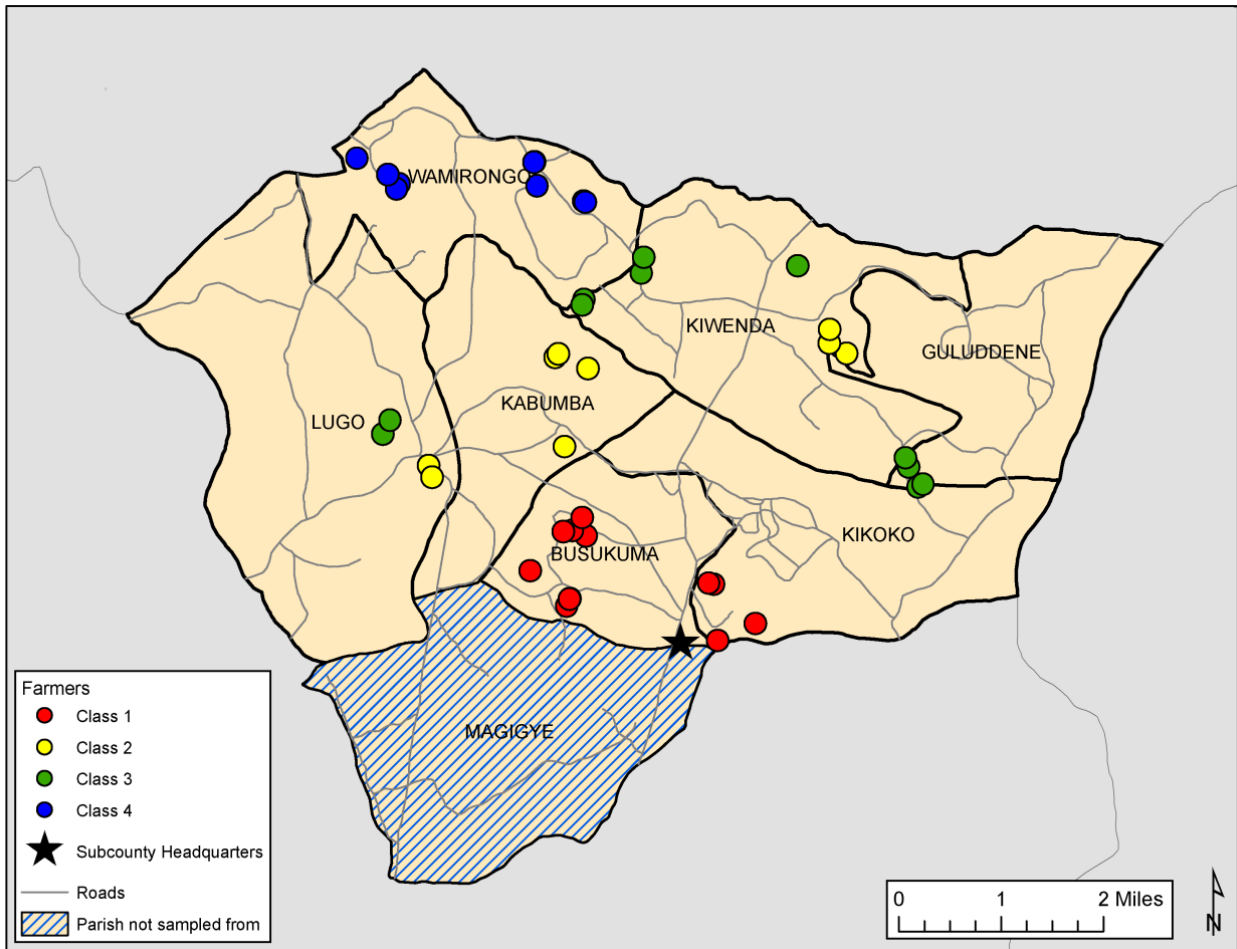 WAMIRONGO
KIWENDA
GULUDDENE
KABUMBA
LUGO
KIKOKO
BUSUKUMA
MAGIGYE
Farmers
Class 1
Class 2
Class 3
Class 4
Subcounty Headquarters
Roads
Parish not sampled from
0 1 2 Miles
N